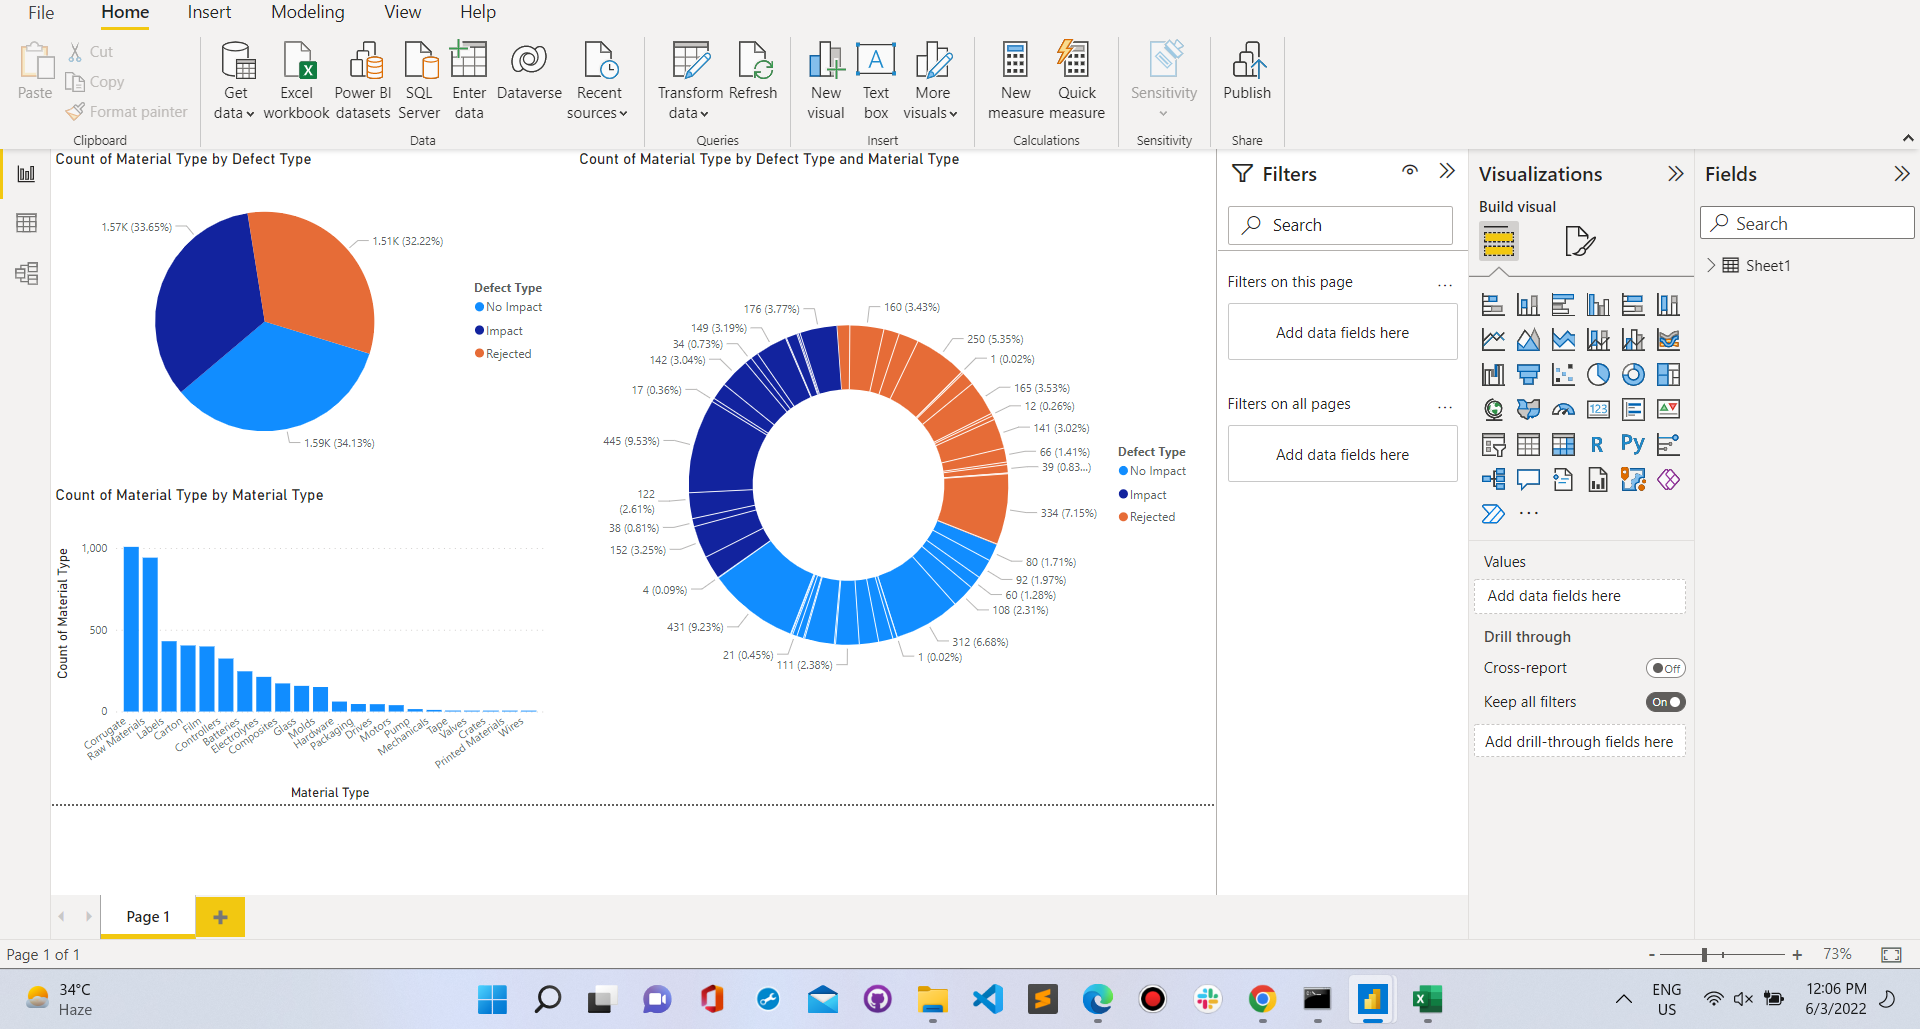 File
Home
Insert
Modeling
View
Help
Paste
Cut
Copy
Format painter
Clipboard
Get
data
Excel
workbook
Power BI
datasets
SQL
Server
Enter
data
Dataverse
Recent
sources
Data
Transform
data
Refresh
Queries
New
visual
Text
box
More
visuals
Insert
New
measure
Quick
measure
Calculations
Sensitivity
Sensitivity
Publish
Share
Count of Material Type by Defect Type
1.57K (33.65%)
1.51K (32.22%)
1.59K (34.13%)
Defect Type
No Impact
Impact
Rejected
Count of Material Type by Material Type
Count of Material Type
1,000
500
0
Corrugate
Raw Materials
Labels
Carton
Film
Controllers
Batteries
Electrolytes
Composites
Glass
Molds
Hardware
Packaging
Drives
Motors
Pump
Mechanicals
Tape
Valves
Crates
Printed Materials
Wires
Material Type
Count of Material Type by Defect Type and Material Type
160 (3.43%)
250 (5.35%)
1 (0.02%)
165 (3.53%)
12 (0.26%)
141 (3.02%)
66 (1.41%)
39 (0.83...)
334 (7.15%)
80 (1.71%)
92 (1.97%)
60 (1.28%)
108 (2.31%)
312 (6.68%)
1 (0.02%)
111 (2.38%)
21 (0.45%)
431 (9.23%)
4 (0.09%)
152 (3.25%)
38 (0.81%)
122
(2.61%)
445 (9.53%)
17 (0.36%)
142 (3.04%)
34 (0.73%)
149 (3.19%)
176 (3.77%)
Defect Type
No Impact
Impact
Rejected
Filters
Search
Filters on this page
...
Add data fields here
Filters on all pages
...
Add data fields here
Visualizations
Build visual
123
R
Py
...
Values
Add data fields here
Drill through
Cross-report
Off
Keep all filters
On
Add drill-through fields here
Fields
Search
Sheet1
Page 1
+
Page 1 of 1
-
+
73%
34°C
Haze
ENG
US
12:06 PM
6/3/2022